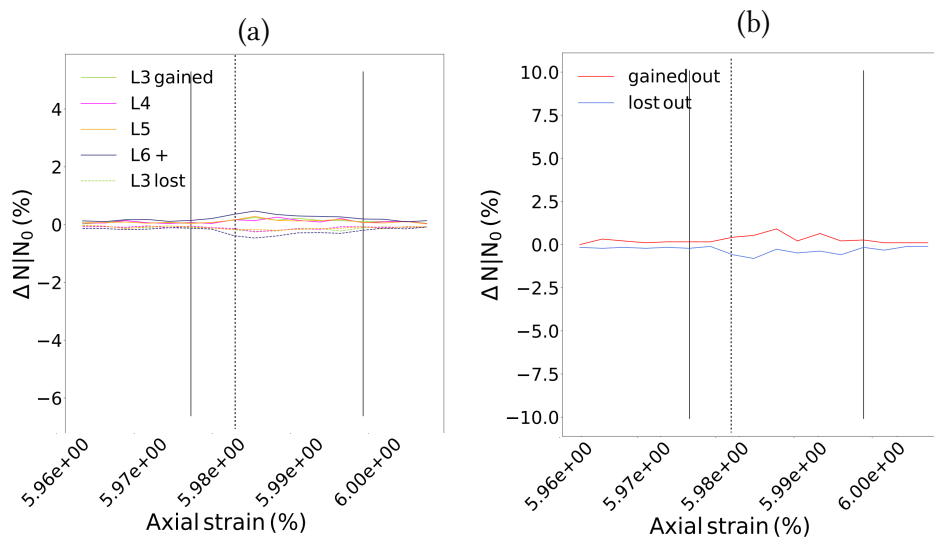 (a)
L3 gained
L4
L5
L6 +
L3 lost
4
2
0
−2
−4
−6
Δ N|N₀ (%)
5.96e+00
5.97e+00
5.98e+00
5.99e+00
6.00e+00
Axial strain (%)
(b)
gained out
lost out
10.0
7.5
5.0
2.5
0.0
−2.5
−5.0
−7.5
−10.0
Δ N|N₀ (%)
5.96e+00
5.97e+00
5.98e+00
5.99e+00
6.00e+00
Axial strain (%)